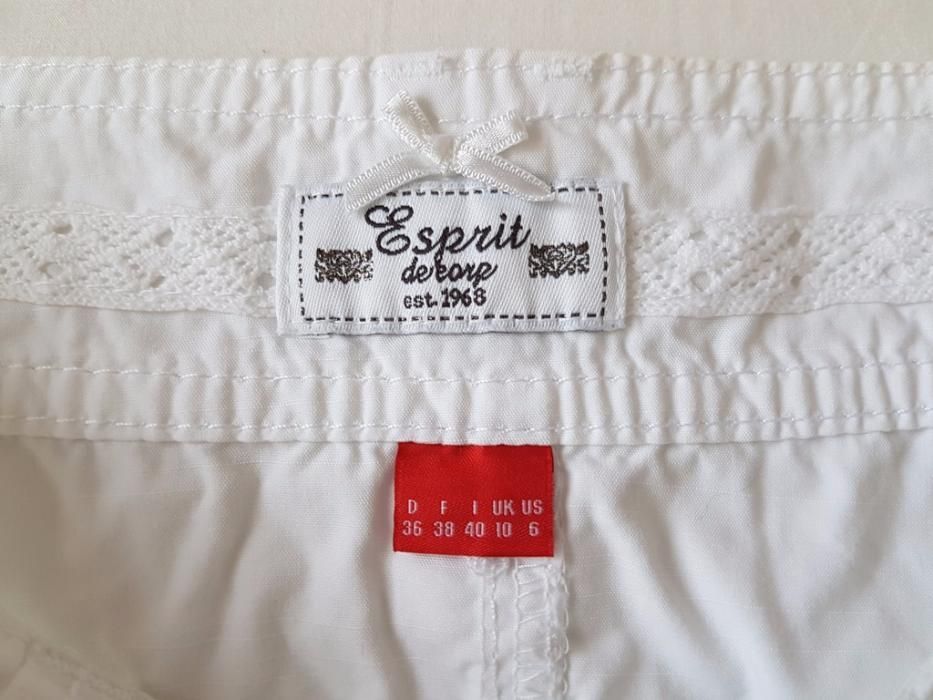 Esprit
de corp
est. 1968
D F I UK US
36 38 40 10 6